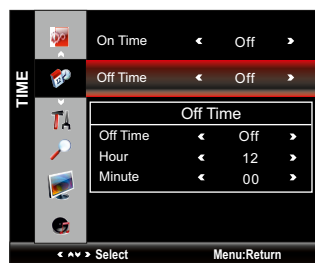 TIME
On Time ‹ Off ›
Off Time ‹ Off ›
Off Time
Off Time ‹ Off ›
Hour ‹ 12 ›
Minute ‹ 00 ›
‹ ∧∨ › Select Menu:Return